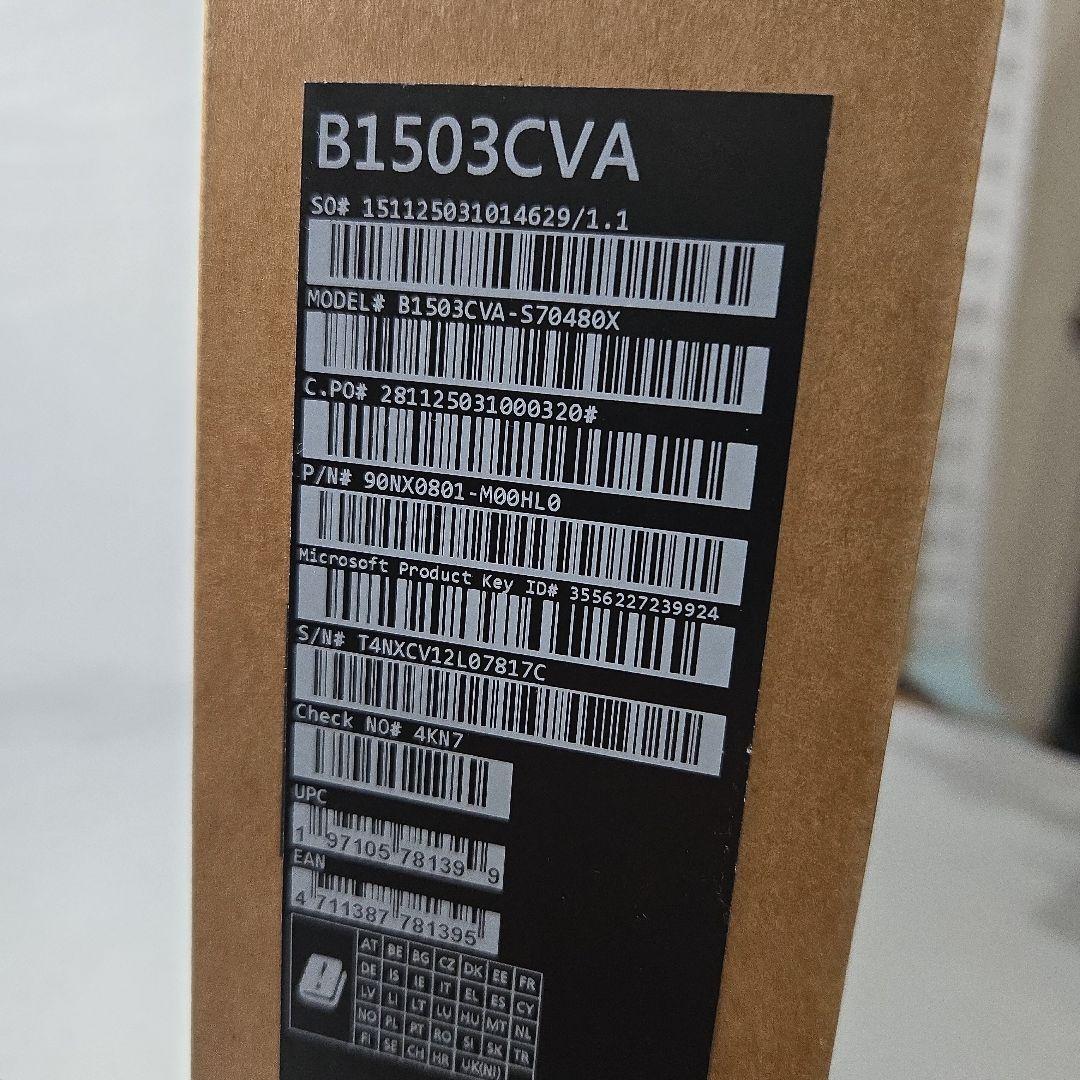 B1503CVA
SO# 151125031014629/1.1
MODEL# B1503CVA-S70480X
C.PO# 281125031000320#
P/N# 90NX0801-M00HL0
Microsoft Product Key ID# 3556227239924
S/N# T4NXCV12L07817C
Check NO# 4KN7
UPC
1 97105 78139 9
EAN
4 711387 781395
AT BE BG CZ DK EE FR
DE IS IE IT EL ES CY
LV LI LT LU HU MT NL
NO PL PT RO SI SK TR
FI SE CH HR UK(NI)